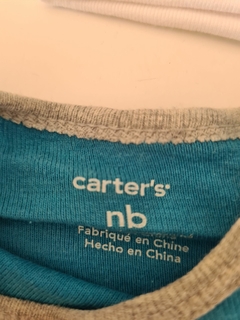 carter's
nb
Fabriqué en Chine
Hecho en China